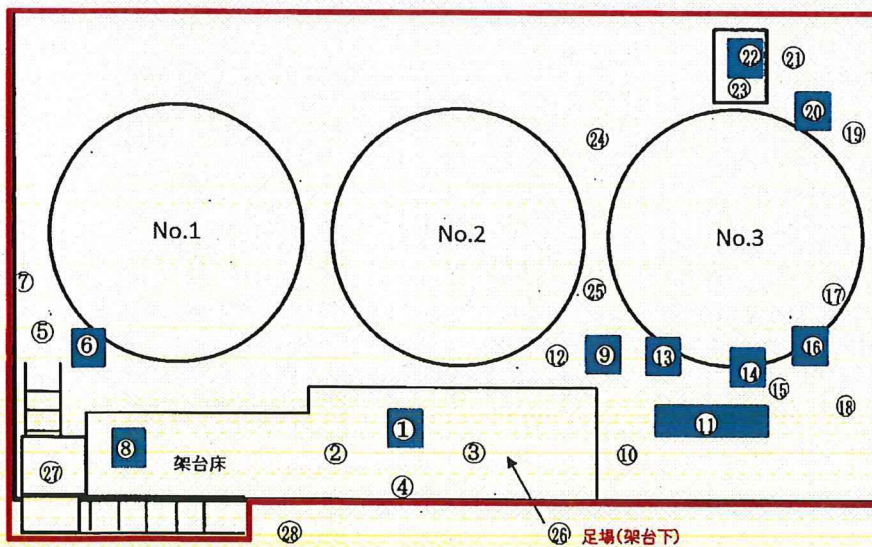 ㉒ ㉑
㉓
⑳
⑲
㉔
No.1 No.2 No.3
⑦
㉕ ⑰
⑤ ⑥ ⑫ ⑨ ⑬ ⑯
⑭
⑮
⑱
⑧ ① ⑪
架台床 ② ③ ⑩
㉗ ④
㉘ ㉖ 足場(架台下)